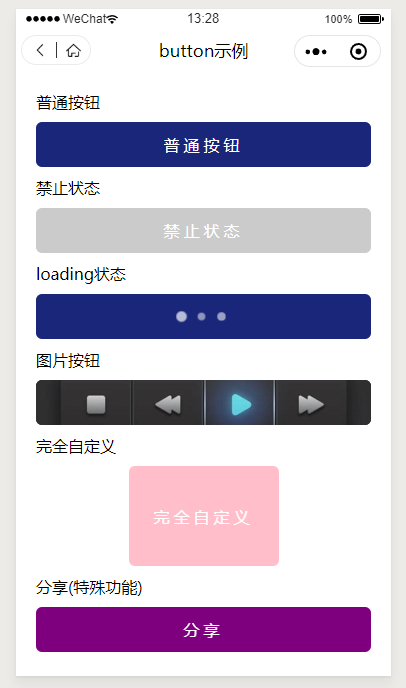 WeChat 13:28 100%
button示例
普通按钮
普通按钮
禁止状态
禁止状态
loading状态
图片按钮
完全自定义
完全自定义
分享(特殊功能)
分享